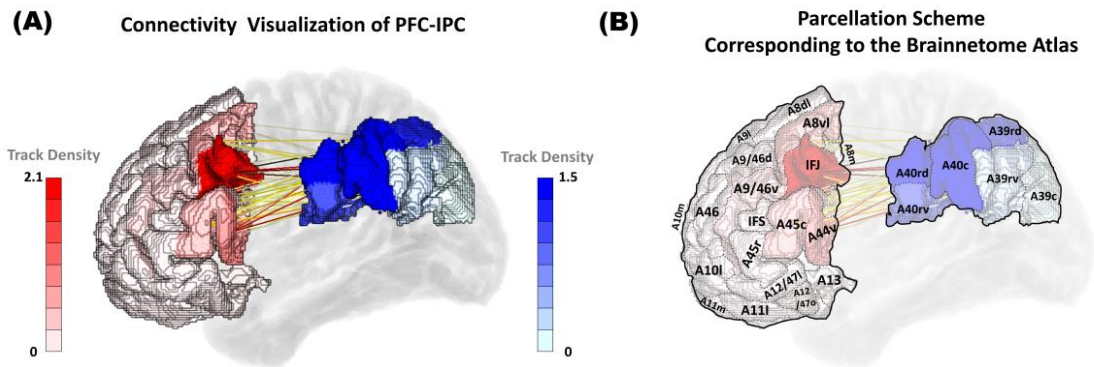 (A)
Connectivity Visualization of PFC-IPC
Track Density
2.1
0
Track Density
1.5
0
(B)
Parcellation Scheme
Corresponding to the Brainnetome Atlas
A8dl
A9l
A8vl
A8m
A9/46d
IFJ
A9/46v
A46
A10m
IFS
A45c
A44v
A45r
A10l
A12/47l
A12
/47o
A13
A11m
A11l
A40rd
A40c
A39rd
A39rv
A39c
A40rv